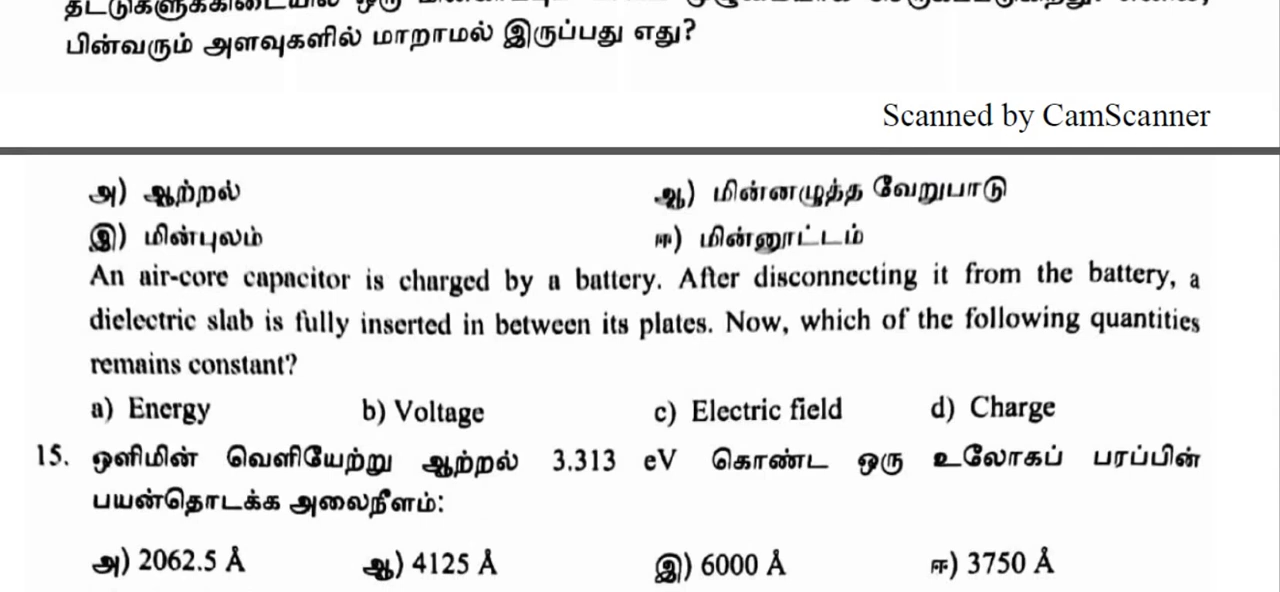 பின்வரும் அளவுகளில் மாறாமல் இருப்பது எது?
Scanned by CamScanner
அ) ஆற்றல் ஆ) மின்னழுத்த வேறுபாடு
இ) மின்புலம் ஈ) மின்னூட்டம்
An air-core capacitor is charged by a battery. After disconnecting it from the battery, a
dielectric slab is fully inserted in between its plates. Now, which of the following quantities
remains constant?
a) Energy b) Voltage c) Electric field d) Charge
15. ஒளிமின் வெளியேற்று ஆற்றல் 3.313 eV கொண்ட ஒரு உலோகப் பரப்பின்
பயன்தொடக்க அலைநீளம்:
அ) 2062.5 Å ஆ) 4125 Å இ) 6000 Å ஈ) 3750 Å